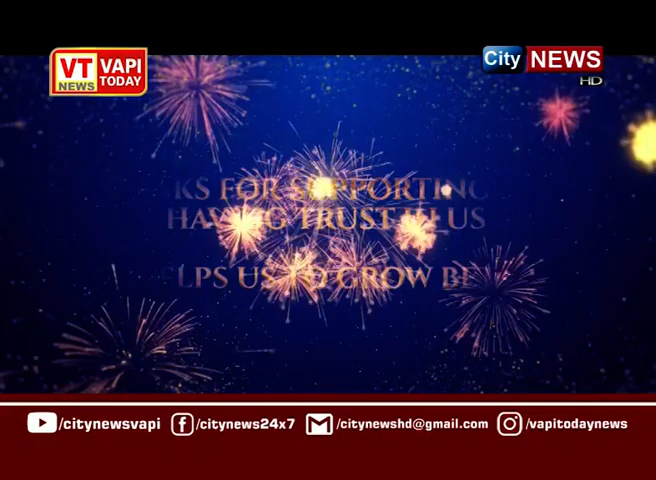 VT VAPI
NEWS TODAY
City NEWS
HD
KS FOR SUPPORTING
HAVING TRUST IN US
ELPS US TO GROW BE
/citynewsvapi /citynews24x7 /citynewshd@gmail.com /vapitodaynews